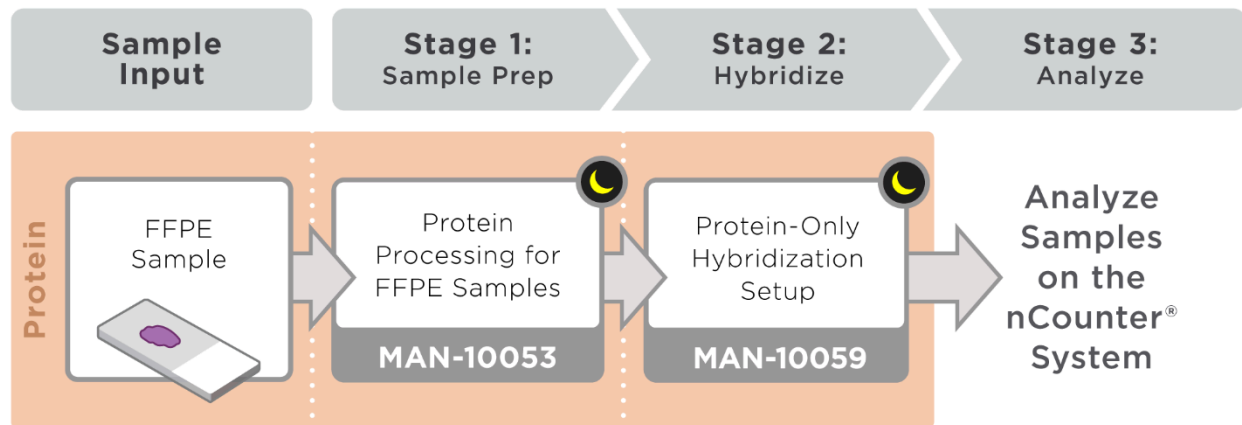 Sample
Input
Stage 1:
Sample Prep
Stage 2:
Hybridize
Stage 3:
Analyze
Protein
FFPE
Sample
Protein
Processing for
FFPE Samples
MAN-10053
Protein-Only
Hybridization
Setup
MAN-10059
Analyze
Samples
on the
nCounter®
System